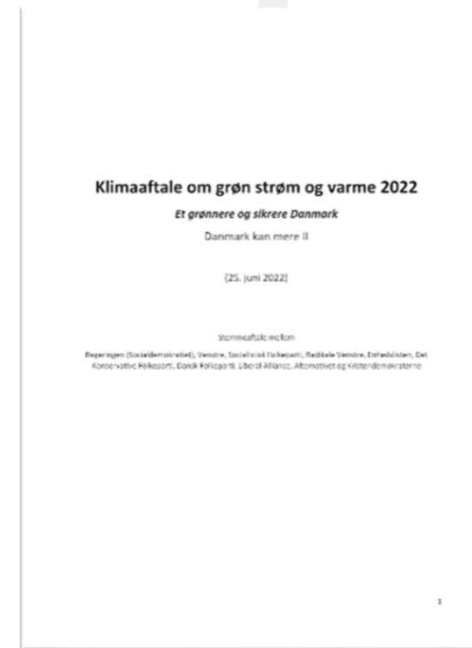 Klimaaftale om grøn strøm og varme 2022
Et grønnere og sikrere Danmark
Danmark kan mere II
(25. juni 2022)
Stemmeaftale mellem
Regeringen (Socialdemokratiet), Venstre, Socialistisk Folkeparti, Radikale Venstre, Enhedslisten, Det
Konservative Folkeparti, Dansk Folkeparti, Liberal Alliance, Alternativet og Kristendemokraterne
1